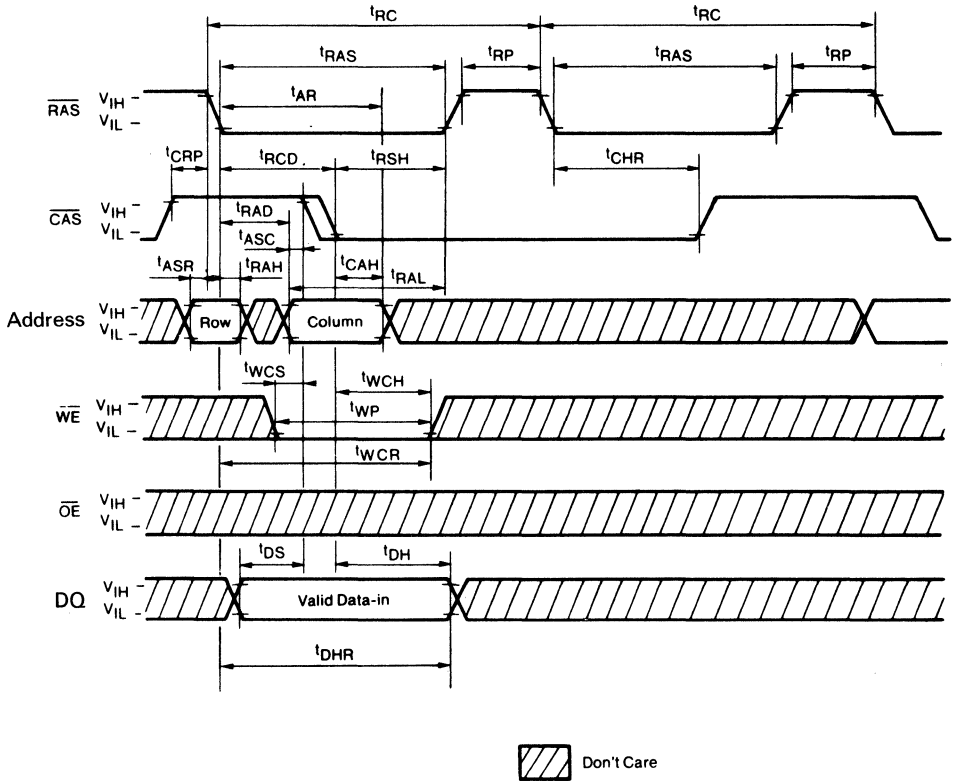 tRC tRC
tRAS tRP tRAS tRP
RAS VIH VIL tAR
tCRP tRCD tRSH tCHR
CAS VIH VIL tRAD
tASC
tASR tRAH tCAH tRAL
Address VIH VIL Row Column
tWCS tWCH
WE VIH VIL tWP
tWCR
OE VIH VIL
tDS tDH
DQ VIH VIL Valid Data-in
tDHR
Don't Care